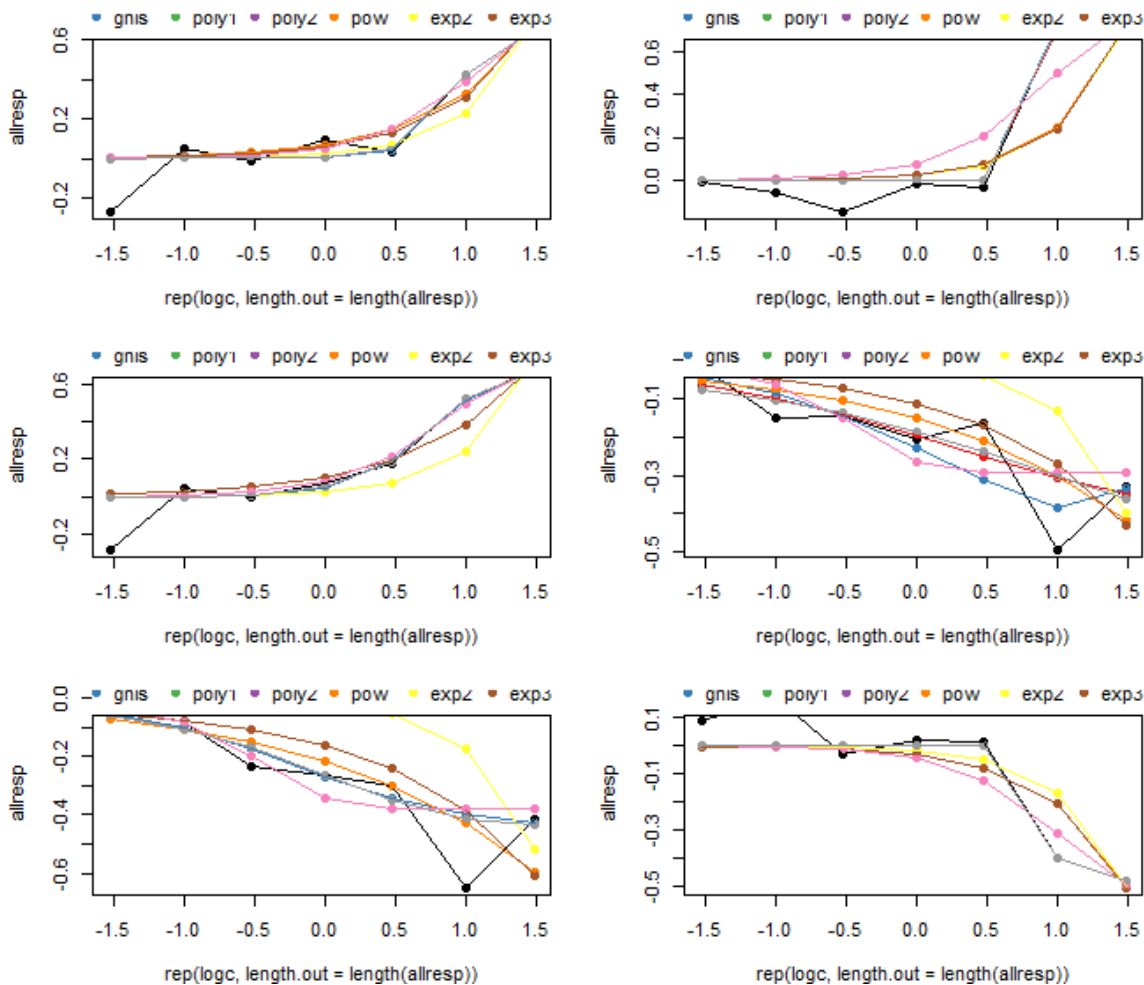 gnls poly1 poly2 pow exp2 exp3
gnls poly1 poly2 pow exp2 exp3
allresp
0.6
0.2
-0.2
-1.5 -1.0 -0.5 0.0 0.5 1.0 1.5
rep(logc, length.out = length(allresp))
allresp
0.6
0.4
0.2
0.0
-1.5 -1.0 -0.5 0.0 0.5 1.0 1.5
rep(logc, length.out = length(allresp))
gnls poly1 poly2 pow exp2 exp3
gnls poly1 poly2 pow exp2 exp3
allresp
0.6
0.2
-0.2
-1.5 -1.0 -0.5 0.0 0.5 1.0 1.5
rep(logc, length.out = length(allresp))
allresp
-0.1
-0.3
-0.5
-1.5 -1.0 -0.5 0.0 0.5 1.0 1.5
rep(logc, length.out = length(allresp))
gnls poly1 poly2 pow exp2 exp3
gnls poly1 poly2 pow exp2 exp3
allresp
0.0
-0.2
-0.4
-0.6
-1.5 -1.0 -0.5 0.0 0.5 1.0 1.5
rep(logc, length.out = length(allresp))
allresp
0.1
-0.1
-0.3
-0.5
-1.5 -1.0 -0.5 0.0 0.5 1.0 1.5
rep(logc, length.out = length(allresp))